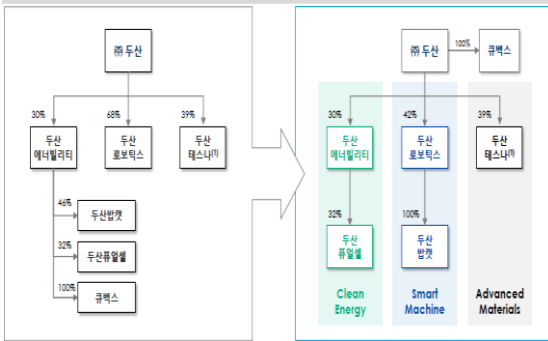 ㈜ 두산
30%
68%
39%
두산
에너빌리티
두산
로보틱스
두산
테스나(1)
46%
두산밥캣
32%
두산퓨얼셀
100%
큐벡스
㈜ 두산
100%
큐벡스
30%
42%
39%
두산
에너빌리티
두산
로보틱스
두산
테스나(1)
32%
100%
두산
퓨얼셀
두산
밥캣
Clean
Energy
Smart
Machine
Advanced
Materials